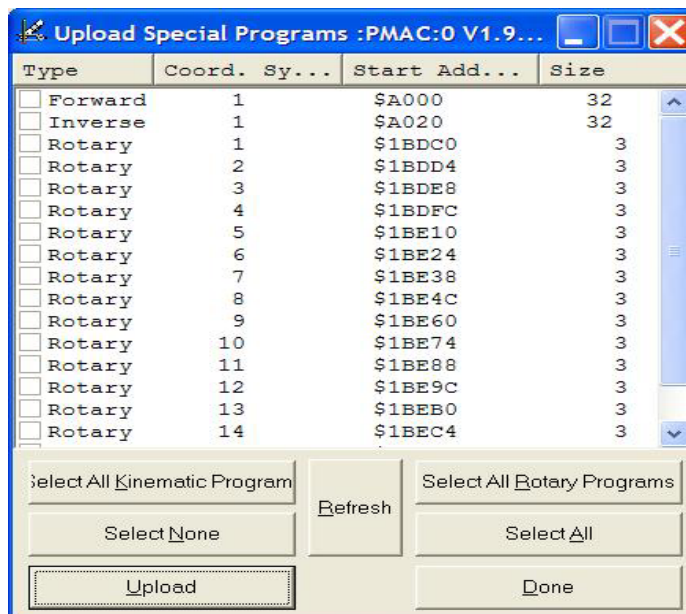 Upload Special Programs :PMAC:0 V1.9...
Type Coord. Sy... Start Add... Size
Forward 1 $A000 32
Inverse 1 $A020 32
Rotary 1 $1BDC0 3
Rotary 2 $1BDD4 3
Rotary 3 $1BDE8 3
Rotary 4 $1BDFC 3
Rotary 5 $1BE10 3
Rotary 6 $1BE24 3
Rotary 7 $1BE38 3
Rotary 8 $1BE4C 3
Rotary 9 $1BE60 3
Rotary 10 $1BE74 3
Rotary 11 $1BE88 3
Rotary 12 $1BE9C 3
Rotary 13 $1BEB0 3
Rotary 14 $1BEC4 3
Select All Kinematic Program
Refresh
Select All Rotary Programs
Select None
Select All
Upload
Done